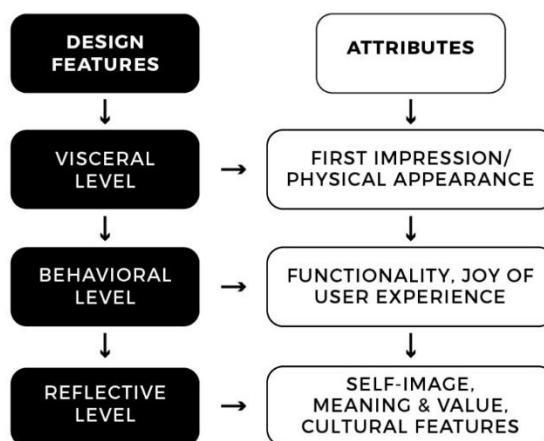 DESIGN
FEATURES
ATTRIBUTES
VISCERAL
LEVEL
FIRST IMPRESSION/
PHYSICAL APPEARANCE
BEHAVIORAL
LEVEL
FUNCTIONALITY, JOY OF
USER EXPERIENCE
REFLECTIVE
LEVEL
SELF-IMAGE,
MEANING & VALUE,
CULTURAL FEATURES